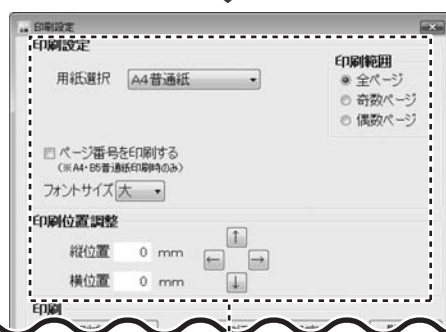 印刷設定
印刷設定
用紙選択 A4普通紙
印刷範囲
全ページ
奇数ページ
偶数ページ
ページ番号を印刷する
(※A4・B5普通紙印刷時のみ)
フォントサイズ 大
印刷位置調整
縦位置 0 mm
横位置 0 mm
↑
← →
↓
印刷